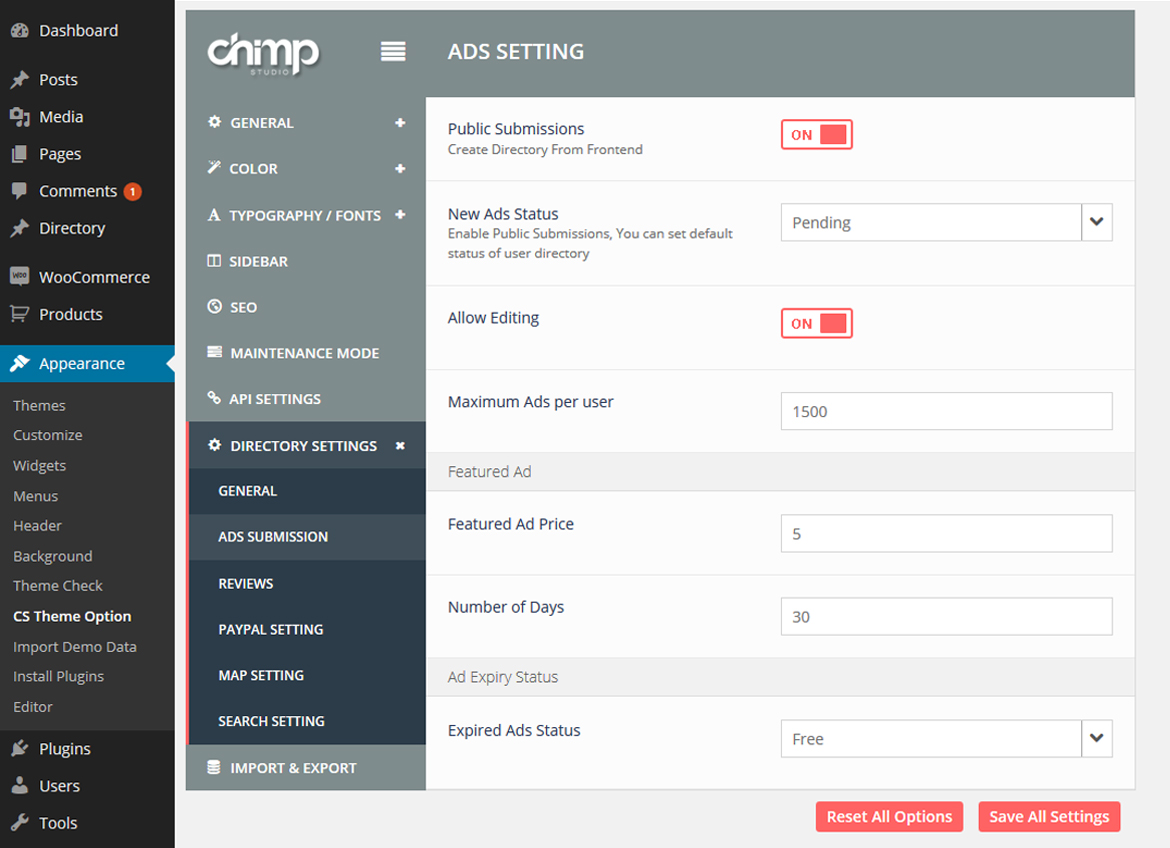 Dashboard
Posts
Media
Pages
Comments 1
Directory
WooCommerce
Products
Appearance
Themes
Customize
Widgets
Menus
Header
Background
Theme Check
CS Theme Option
Import Demo Data
Install Plugins
Editor
Plugins
Users
Tools
chimp
STUDIO
GENERAL
COLOR
TYPOGRAPHY / FONTS
SIDEBAR
SEO
MAINTENANCE MODE
API SETTINGS
DIRECTORY SETTINGS
GENERAL
ADS SUBMISSION
REVIEWS
PAYPAL SETTING
MAP SETTING
SEARCH SETTING
IMPORT & EXPORT
ADS SETTING
Public Submissions
Create Directory From Frontend
ON
New Ads Status
Enable Public Submissions, You can set default
status of user directory
Pending
Allow Editing
ON
Maximum Ads per user
1500
Featured Ad
Featured Ad Price
5
Number of Days
30
Ad Expiry Status
Expired Ads Status
Free
Reset All Options
Save All Settings